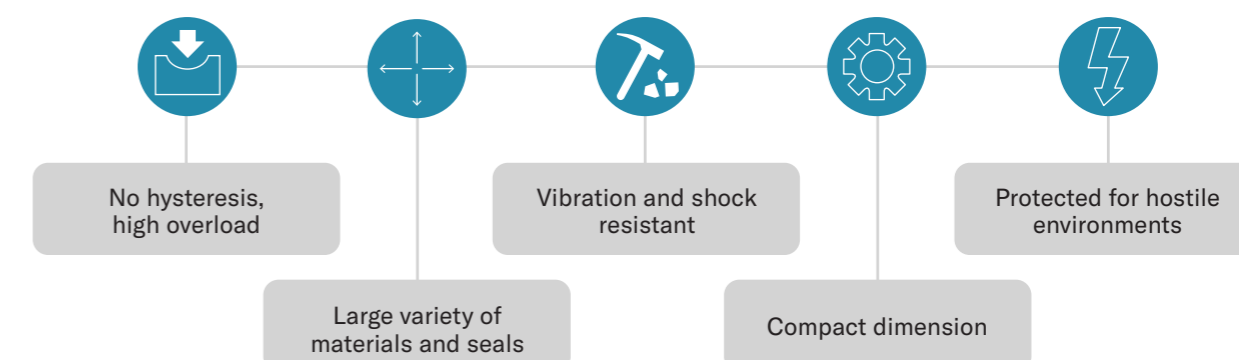 No hysteresis,
high overload
Large variety of
materials and seals
Vibration and shock
resistant
Compact dimension
Protected for hostile
environments